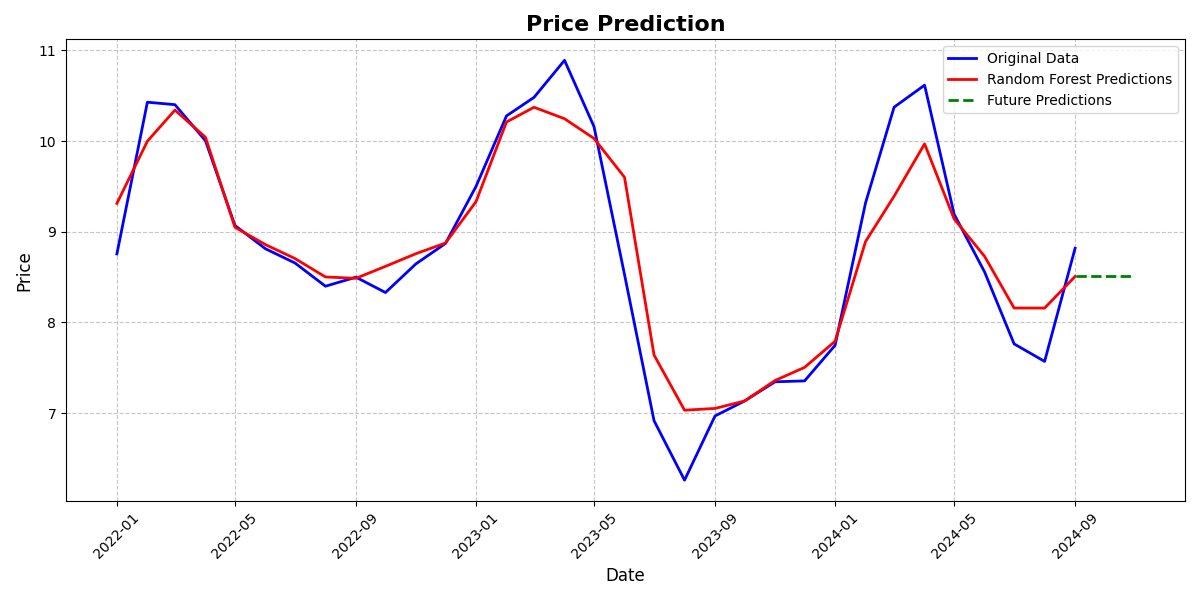 Price Prediction
Original Data
Random Forest Predictions
Future Predictions
Price
11
10
9
8
7
2022-01
2022-05
2022-09
2023-01
2023-05
2023-09
2024-01
2024-05
2024-09
Date